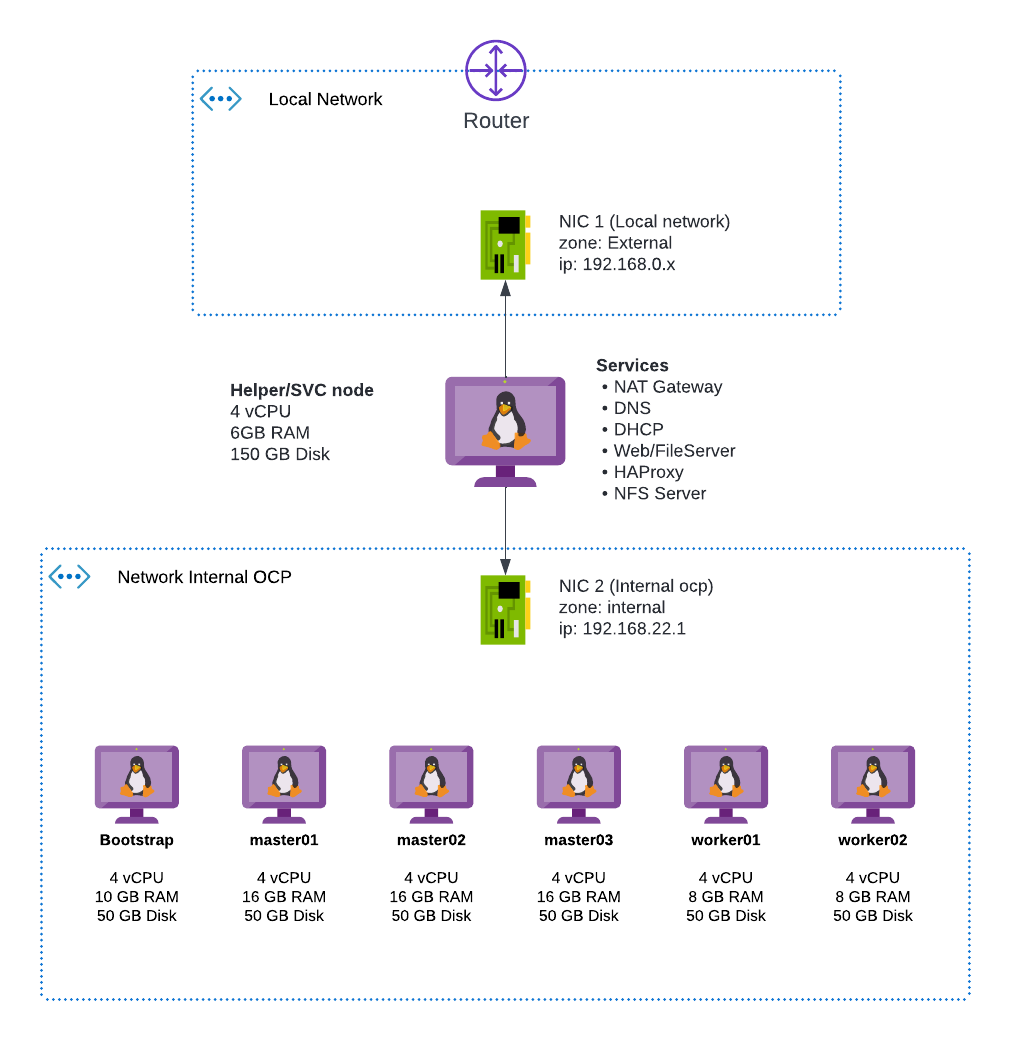 Local Network
Router
NIC 1 (Local network)
zone: External
ip: 192.168.0.x
Helper/SVC node
4 vCPU
6GB RAM
150 GB Disk
Services
• NAT Gateway
• DNS
• DHCP
• Web/FileServer
• HAProxy
• NFS Server
Network Internal OCP
NIC 2 (Internal ocp)
zone: internal
ip: 192.168.22.1
Bootstrap
4 vCPU
10 GB RAM
50 GB Disk
master01
4 vCPU
16 GB RAM
50 GB Disk
master02
4 vCPU
16 GB RAM
50 GB Disk
master03
4 vCPU
16 GB RAM
50 GB Disk
worker01
4 vCPU
8 GB RAM
50 GB Disk
worker02
4 vCPU
8 GB RAM
50 GB Disk